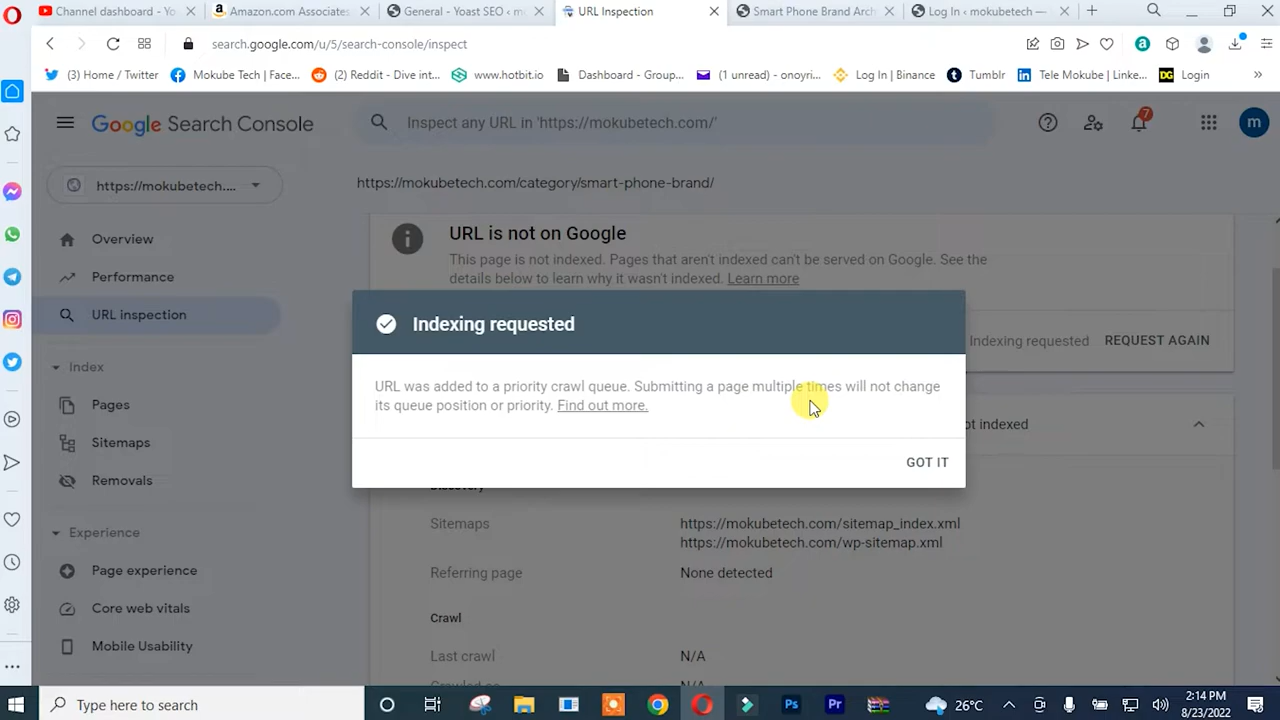 Channel dashboard - Yo
Amazon.com Associates
General - Yoast SEO ‹ m
URL Inspection
Smart Phone Brand Arch
Log In ‹ mokubetech —
search.google.com/u/5/search-console/inspect
(3) Home / Twitter
Mokube Tech | Face...
(2) Reddit - Dive int...
www.hotbit.io
Dashboard - Group...
(1 unread) - onoyri...
Log In | Binance
Tumblr
Tele Mokube | Linke...
DG Login
»
Google Search Console
Inspect any URL in 'https://mokubetech.com/'
7
m
https://mokubetech....
https://mokubetech.com/category/smart-phone-brand/
Overview
Performance
URL inspection
Index
Pages
Sitemaps
Removals
Experience
Page experience
Core web vitals
Mobile Usability
URL is not on Google
This page is not indexed. Pages that aren't indexed can't be served on Google. See the
details below to learn why it wasn't indexed. Learn more
Indexing requested
REQUEST AGAIN
Indexing requested
URL was added to a priority crawl queue. Submitting a page multiple times will not change
its queue position or priority. Find out more.
GOT IT
ot indexed
Discovery
Sitemaps
https://mokubetech.com/sitemap_index.xml
https://mokubetech.com/wp-sitemap.xml
Referring page
None detected
Crawl
Last crawl
N/A
Type here to search
Ps
Pr
26°C
2:14 PM
8/23/2022